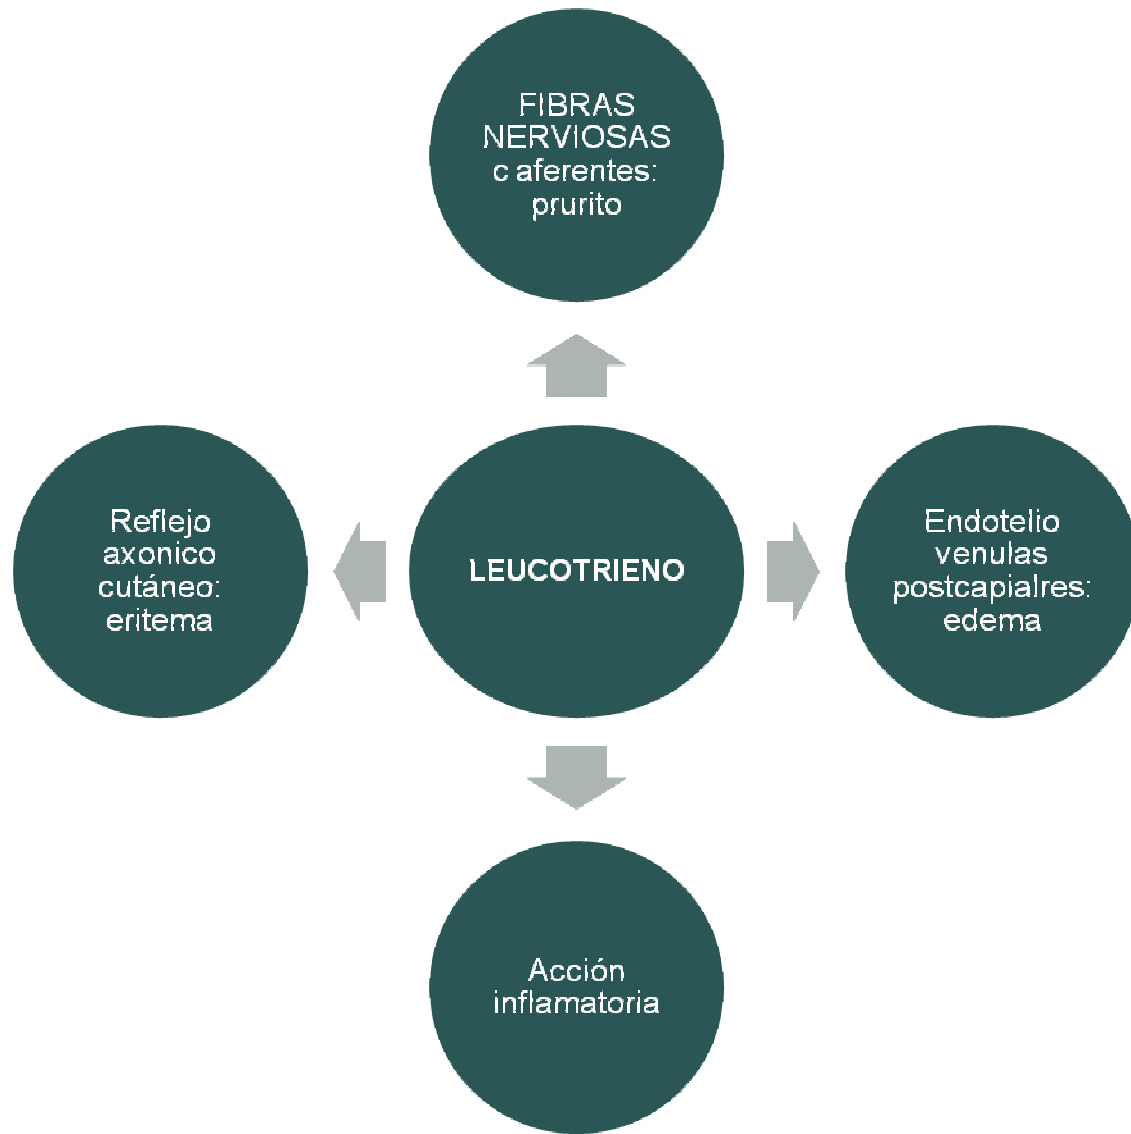 FIBRAS
NERVIOSAS
c aferentes:
prurito
Reflejo
axonico
cutáneo:
eritema
LEUCOTRIENO
Endotelio
venulas
postcapialres:
edema
Acción
inflamatoria